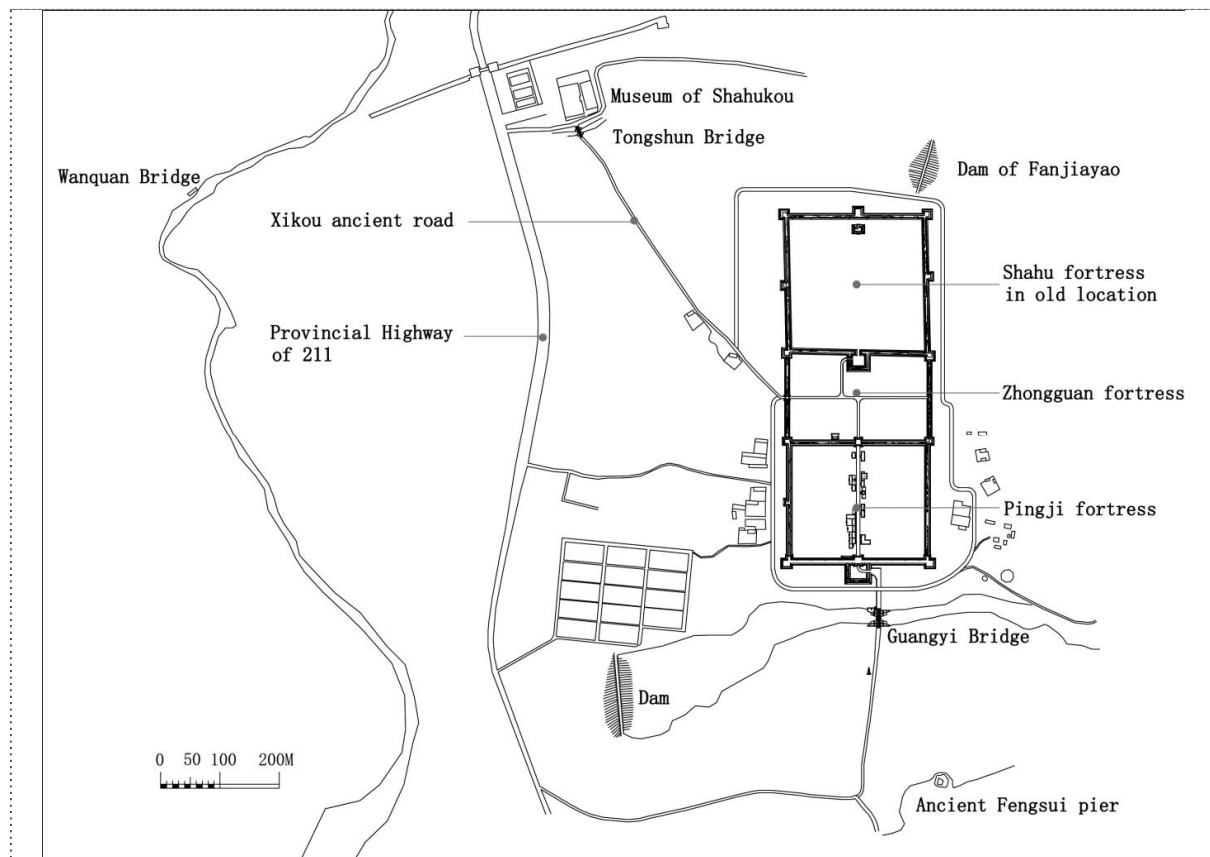 Museum of Shahukou
Tongshun Bridge
Wanquan Bridge
Dam of Fanjiayao
Xikou ancient road
Shahu fortress
in old location
Provincial Highway
of 211
Zhongguan fortress
Pingji fortress
Guangyi Bridge
Dam
0 50 100 200M
Ancient Fengsui pier